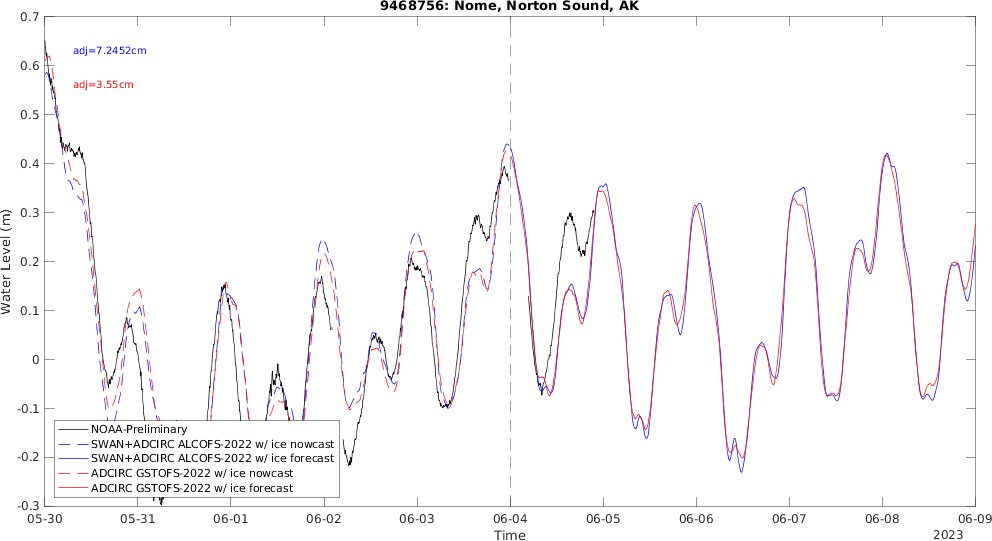 9468756: Nome, Norton Sound, AK
0.7
0.6
0.5
0.4
0.3
0.2
0.1
0
-0.1
-0.2
-0.3
Water Level (m)
adj=7.2452cm
adj=3.55cm
NOAA-Preliminary
SWAN+ADCIRC ALCOFS-2022 w/ ice nowcast
SWAN+ADCIRC ALCOFS-2022 w/ ice forecast
ADCIRC GSTOFS-2022 w/ ice nowcast
ADCIRC GSTOFS-2022 w/ ice forecast
05-30 05-31 06-01 06-02 06-03 06-04 06-05 06-06 06-07 06-08 06-09
Time
2023